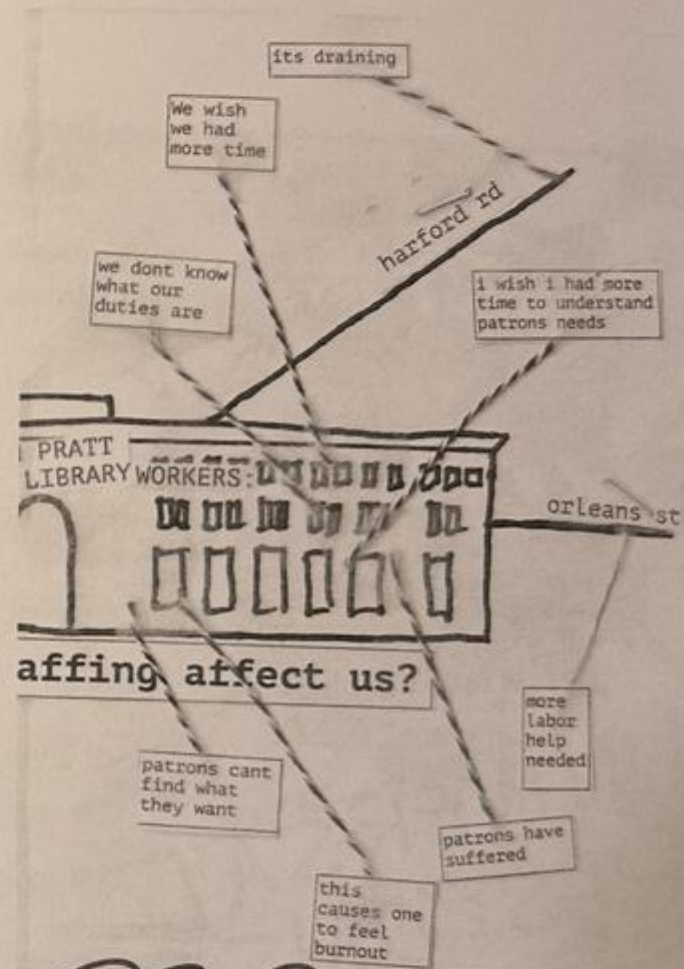 its draining
We wish
we had
more time
harford rd
we dont know
what our
duties are
i wish i had more
time to understand
patrons needs
PRATT
LIBRARY WORKERS:
orleans st
affing affect us?
more
labor
help
needed
patrons cant
find what
they want
patrons have
suffered
this
causes one
to feel
burnout